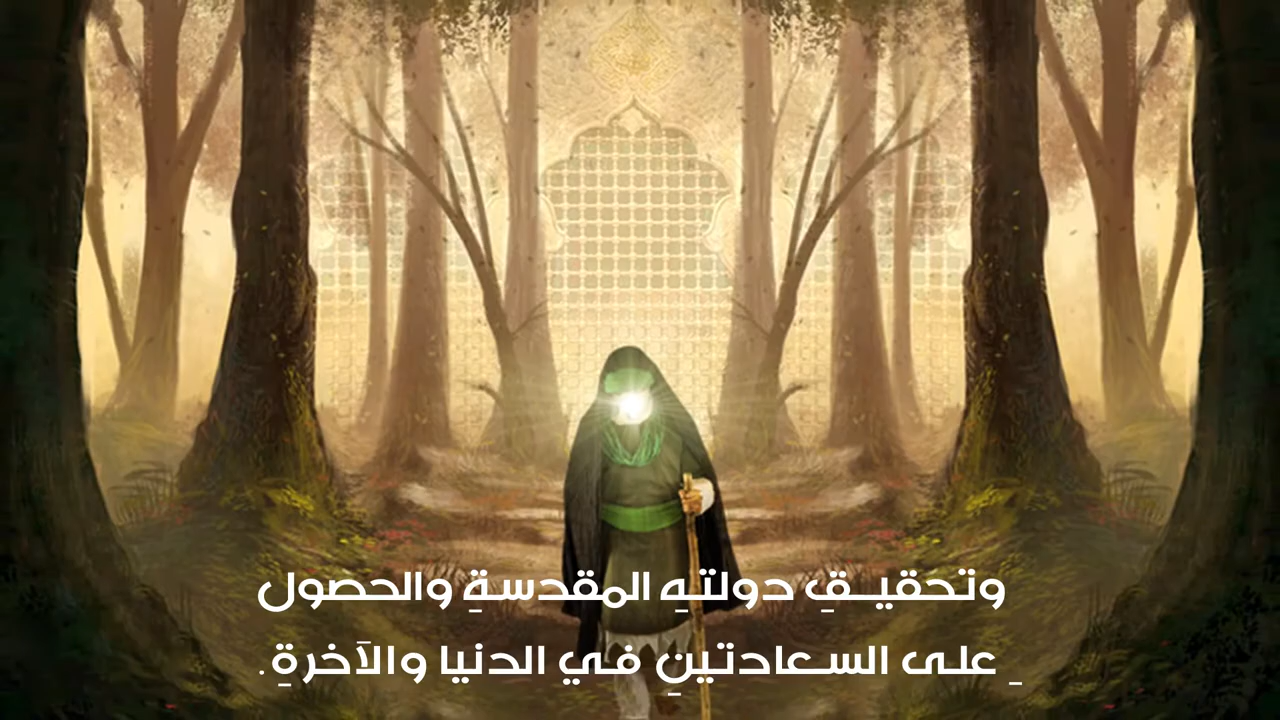 وتحقيـقِ دولتـهِ المقدسةِ والحصول
ِ علـى السـعادتينِ فـي الدنيا والآخرةِ .